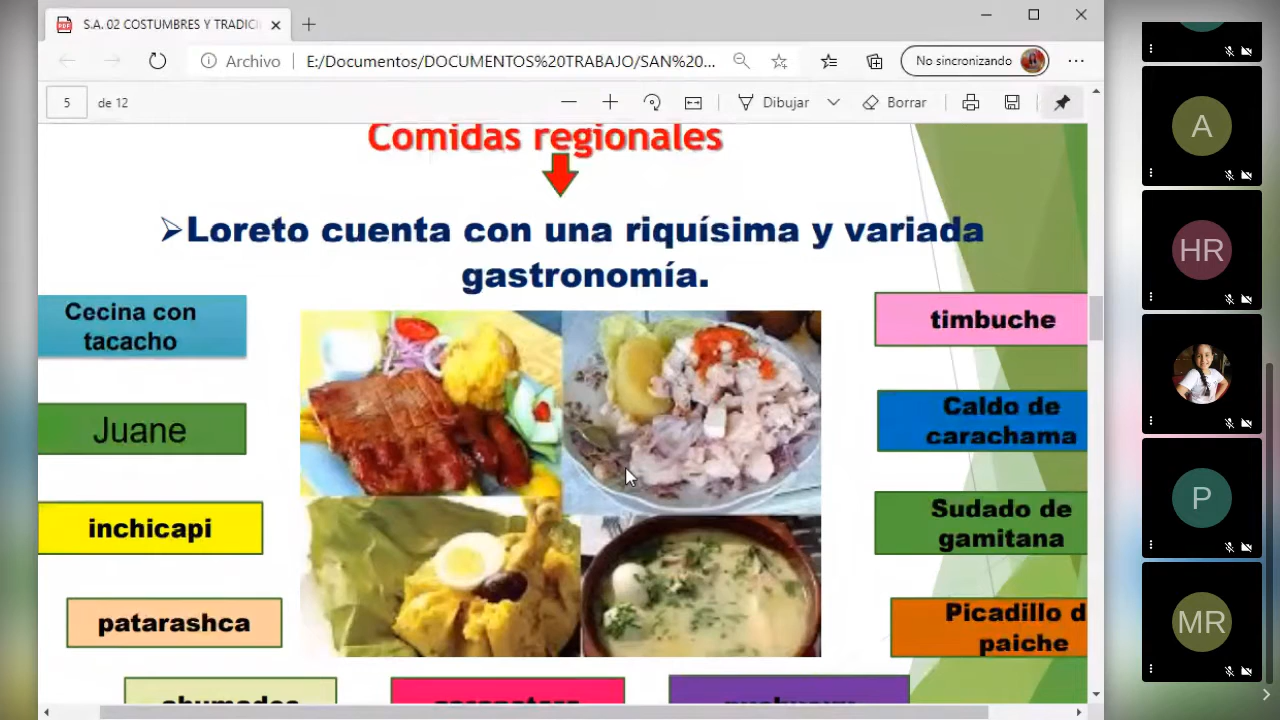 S.A. 02 COSTUMBRES Y TRADICI
Archivo
E:/Documentos/DOCUMENTOS%20TRABAJO/SAN%20...
No sincronizando
5
de 12
Dibujar
Borrar
Comidas regionales
Loreto cuenta con una riquísima y variada
gastronomía.
Cecina con
tacacho
Juane
inchicapi
patarashca
timbuche
Caldo de
carachama
Sudado de
gamitana
Picadillo d
paiche
ahumados
A
HR
P
MR